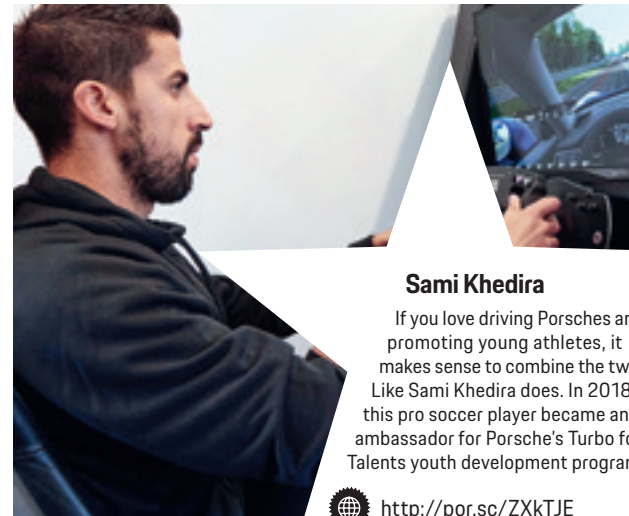 Sami Khedira
If you love driving Porsches
promoting young athletes, it
makes sense to combine the
Like Sami Khedira does. In 2018
this pro soccer player became an
ambassador for Porsche’s Turbo
Talents youth development
http://por.sc/ZXkTJE